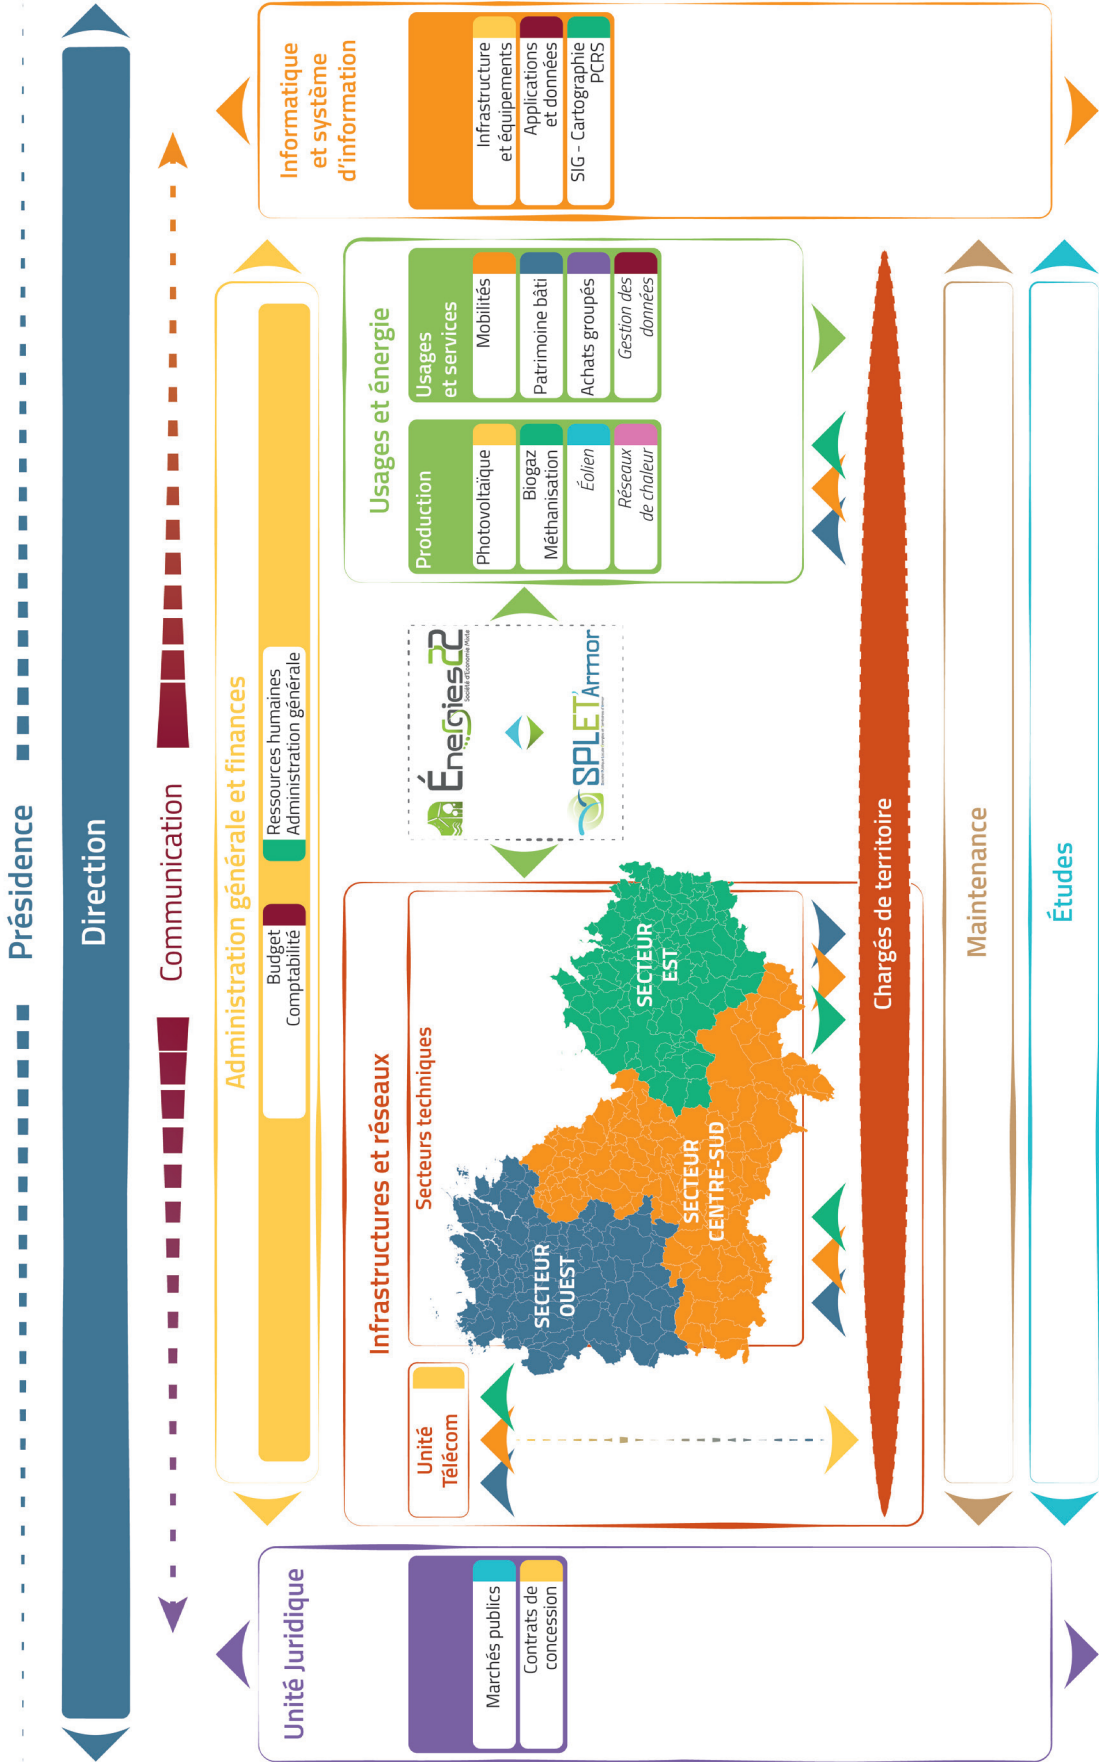 Présidence
Direction
Communication
Administration générale et finances
Budget
Comptabilité
Ressources humaines
Administration générale
Unité Juridique
Marchés publics
Contrats de
concession
Infrastructures et réseaux
Unité
Télécom
Secteurs techniques
SECTEUR
OUEST
SECTEUR
CENTRE-SUD
SECTEUR
EST
Énergies22
Société d'Économie Mixte
SPLET'Armor
Usages et énergie
Production
Photovoltaïque
Biogaz
Méthanisation
Éolien
Réseaux
de chaleur
Usages
et services
Mobilités
Patrimoine bâti
Achats groupés
Gestion des
données
Informatique
et système
d'information
Infrastructure
et équipements
Applications
et données
SIG - Cartographie
PCRS
Chargés de territoire
Maintenance
Études